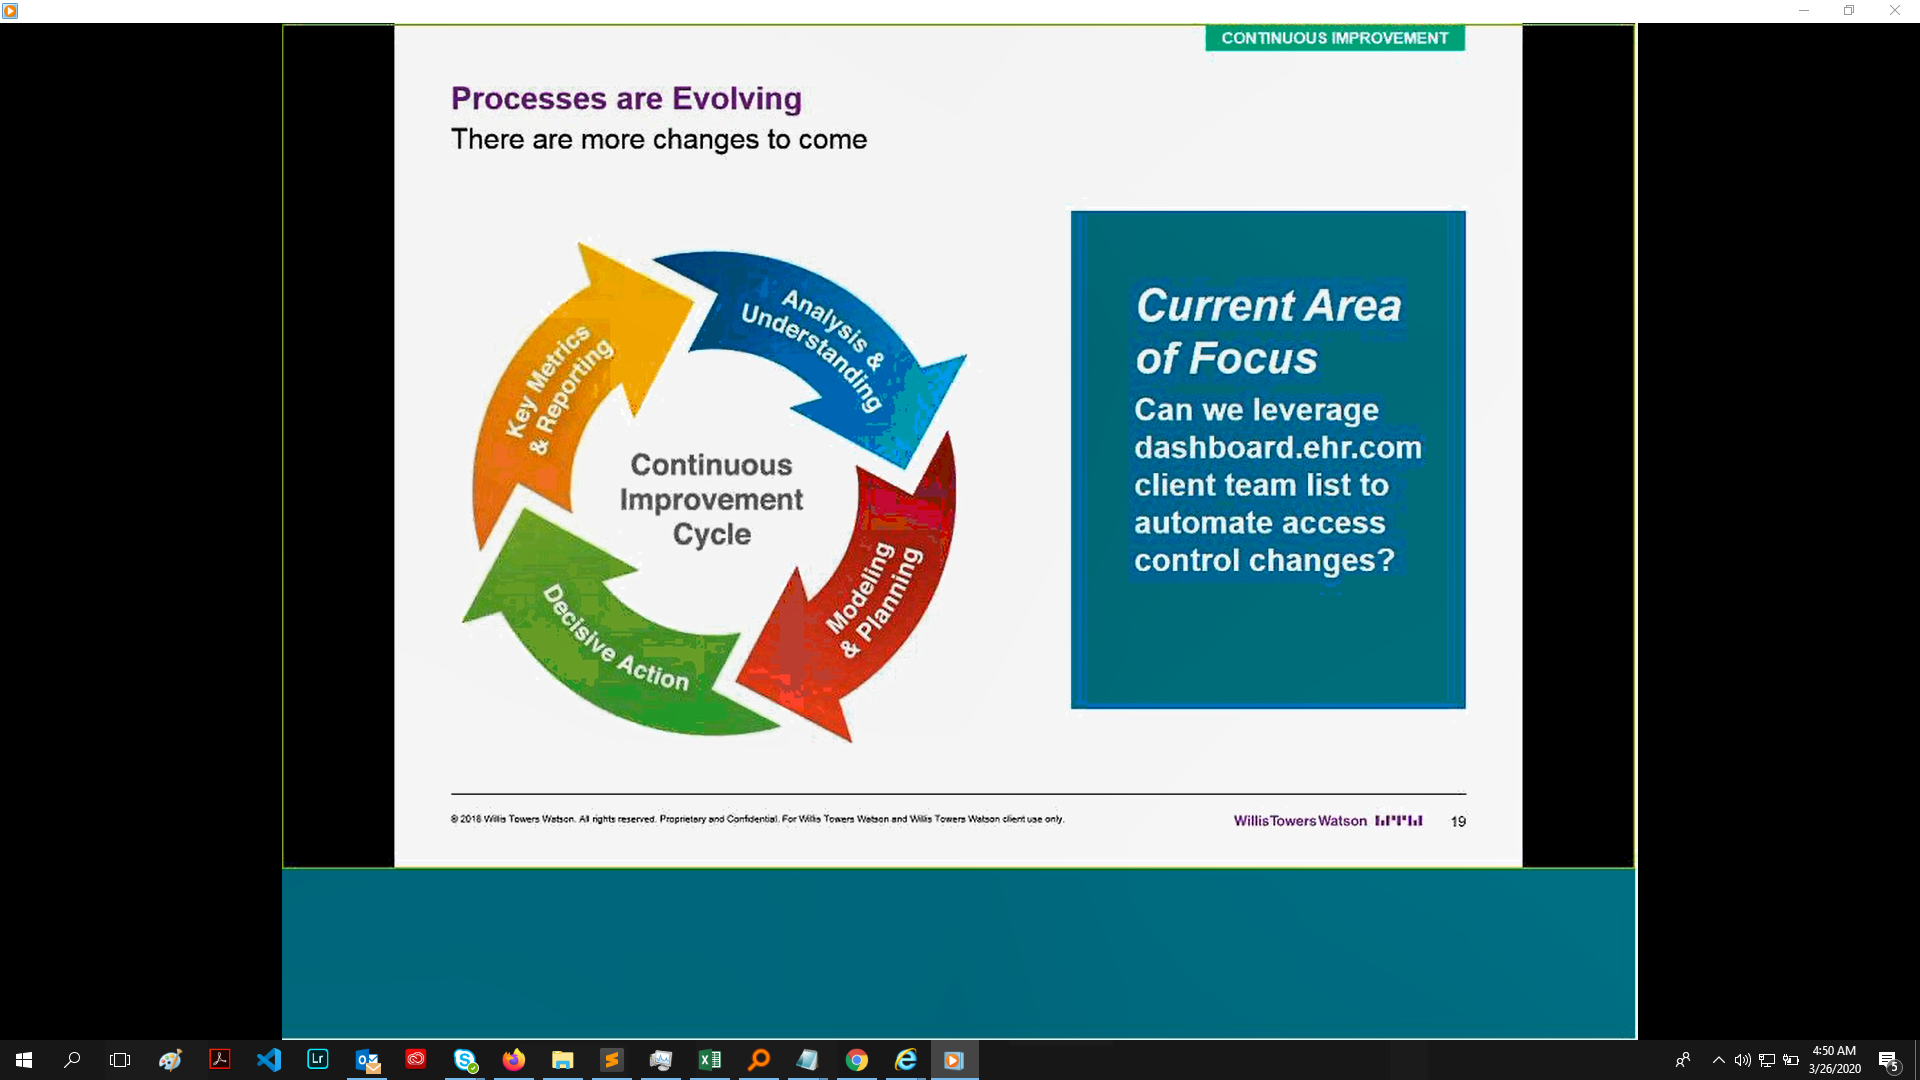 CONTINUOUS IMPROVEMENT
Processes are Evolving
There are more changes to come
Analysis &
Understanding
Key Metrics
& Reporting
Continuous
Improvement
Cycle
Modeling
& Planning
Decisive Action
Current Area
of Focus
Can we leverage
dashboard.ehr.com
client team list to
automate access
control changes?
© 2016 Willis Towers Watson. All rights reserved. Proprietary and Confidential. For Willis Towers Watson and Willis Towers Watson client use only.
WillisTowersWatson
19
Lr
4:50 AM
3/26/2020
5